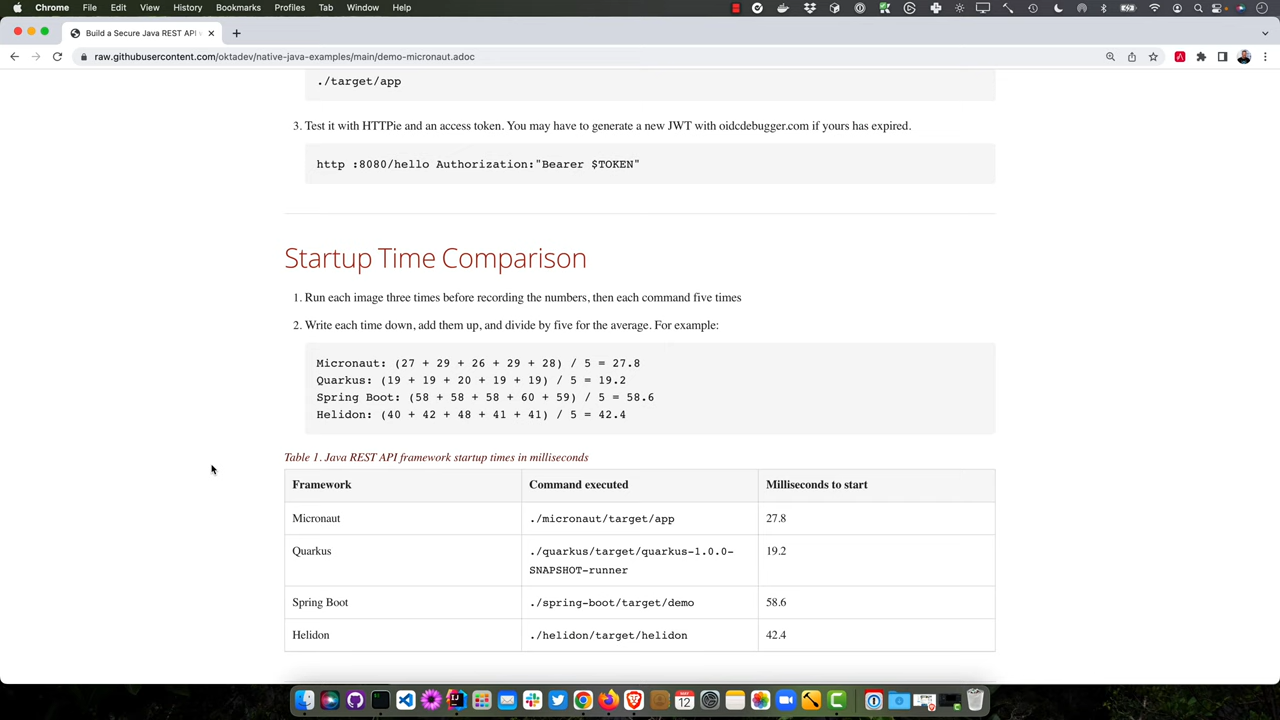 Chrome File Edit View History Bookmarks Profiles Tab Window Help
Build a Secure Java REST API
raw.githubusercontent.com/oktadev/native-java-examples/main/demo-micronaut.adoc
./target/app
3. Test it with HTTPie and an access token. You may have to generate a new JWT with oidcdebugger.com if yours has expired.
http :8080/hello Authorization:"Bearer $TOKEN"
Startup Time Comparison
1. Run each image three times before recording the numbers, then each command five times
2. Write each time down, add them up, and divide by five for the average. For example:
Micronaut: (27 + 29 + 26 + 29 + 28) / 5 = 27.8
Quarkus: (19 + 19 + 20 + 19 + 19) / 5 = 19.2
Spring Boot: (58 + 58 + 58 + 60 + 59) / 5 = 58.6
Helidon: (40 + 42 + 48 + 41 + 41) / 5 = 42.4
Table 1. Java REST API framework startup times in milliseconds
Framework Command executed Milliseconds to start
Micronaut ./micronaut/target/app 27.8
Quarkus ./quarkus/target/quarkus-1.0.0-
SNAPSHOT-runner 19.2
Spring Boot ./spring-boot/target/demo 58.6
Helidon ./helidon/target/helidon 42.4
12